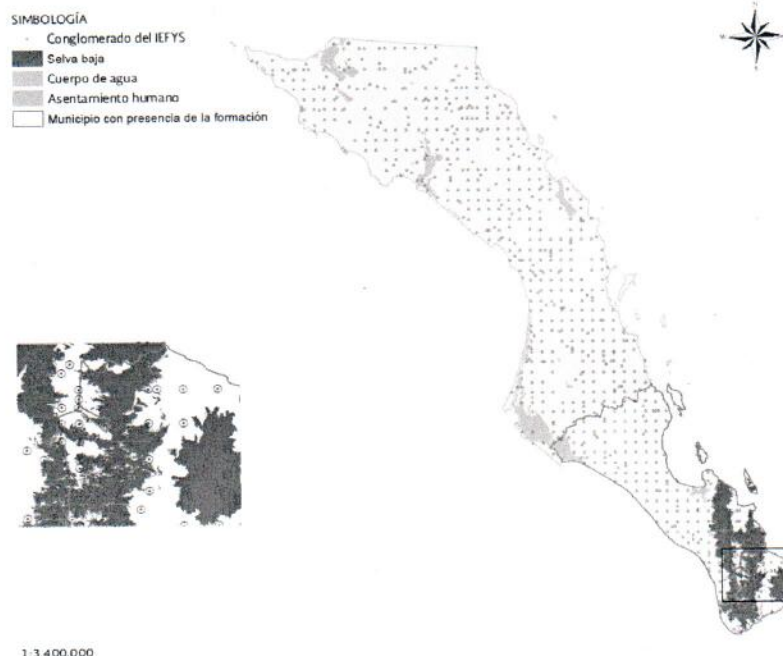 SIMBOLOGÍA
Conglomerado del IEFYS
Selva baja
Cuerpo de agua
Asentamiento humano
Municipio con presencia de la formación
1:3 400 000